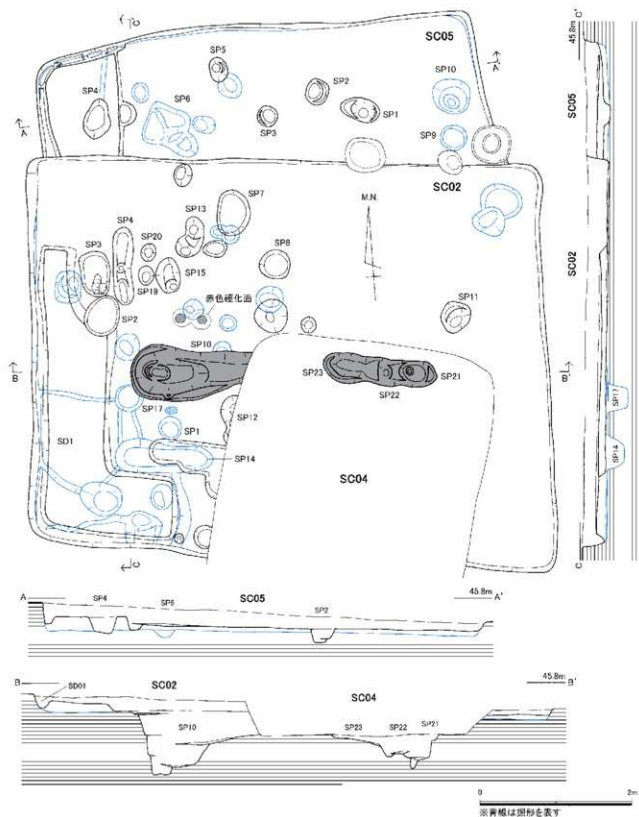 C'
SC05
A'
SP5
SP10
SP4
SP2
SP6
SP1
SP3
SP9
A
SC02
M.N.
SP7
SP13
SP4
SP20
SP3
SP8
SP15
SP19
赤色硬化面
SP2
SP11
SP10
SP23
SP21
SP22
B
B'
SP17
SP12
SP1
SD1
SP14
SC04
C
C'
45.8m
SC05
SC02
SP17
SP14
C
A
SP4
SP6
SC05
SP2
45.8m
A'
B
SD01
SC02
SC04
45.8m
B'
SP10
SP23
SP22
SP21
0
2m
※青線は掘形を表す